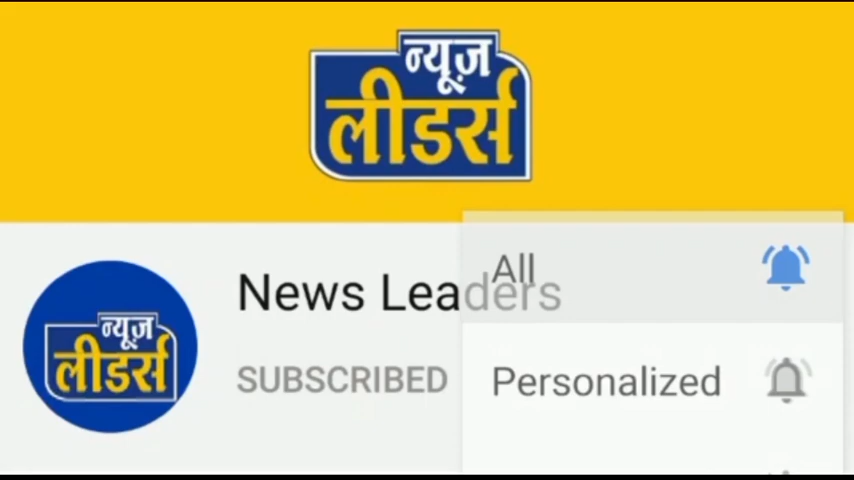 न्यूज़
लीडर्स
न्यूज़
लीडर्स
News Leaders
SUBSCRIBED
All
Personalized